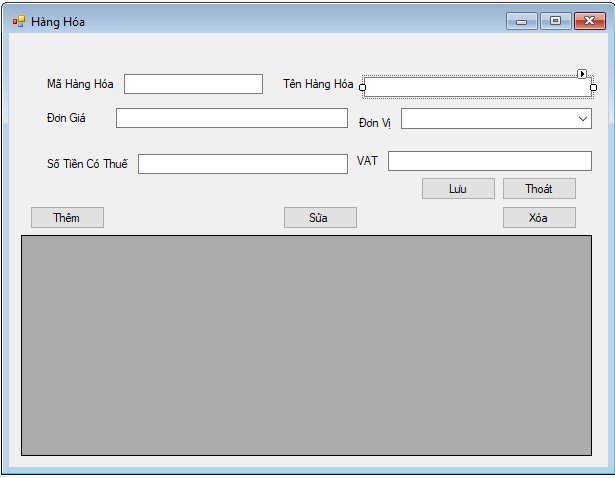 Hàng Hóa
Mã Hàng Hóa Tên Hàng Hóa
Đơn Giá Đơn Vị
Số Tiền Có Thuế VAT
Lưu Thoát
Thêm Sửa Xóa